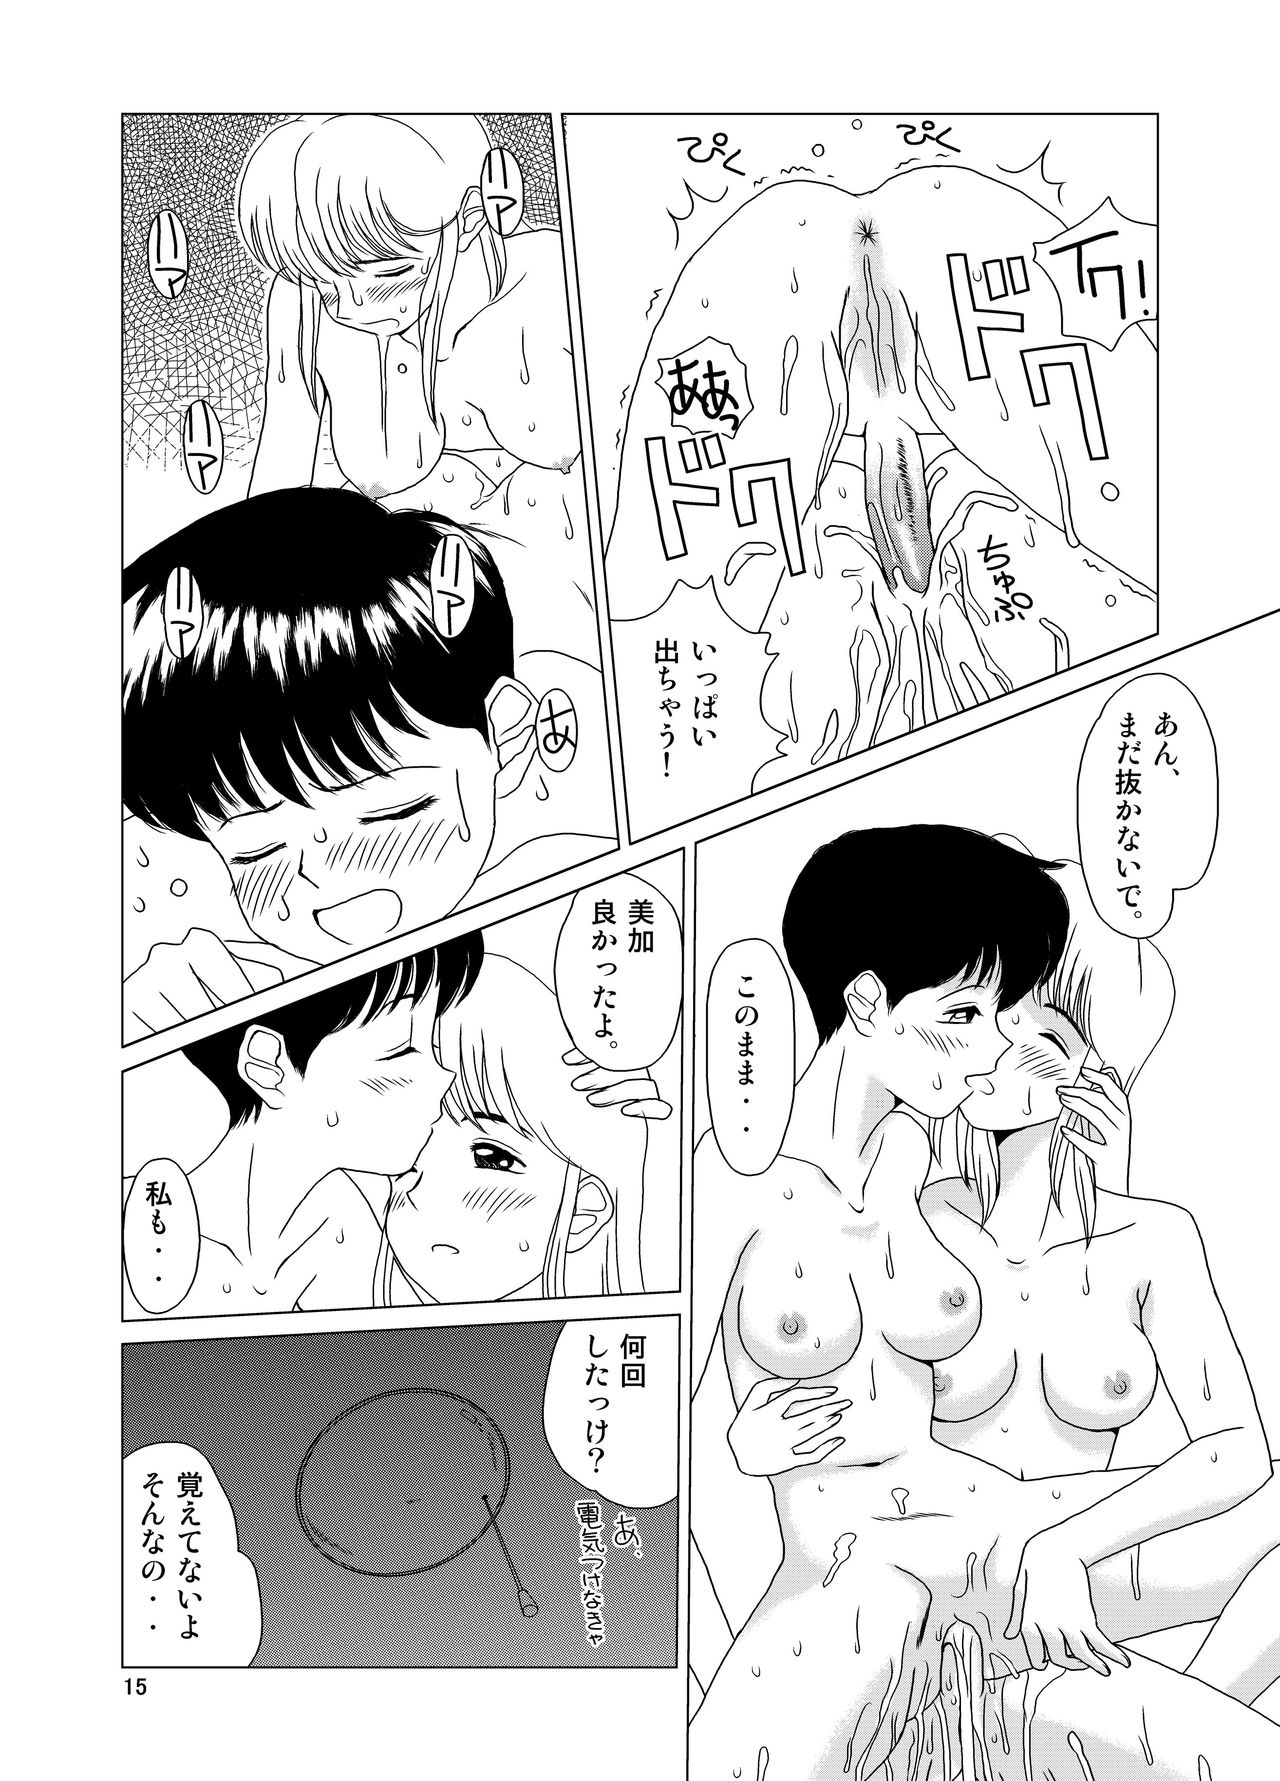 ぴく
ぴく
イク!
ドク
ああっ
ドク
ちゅぷ
いっぱい
出ちゃう!
ハァ
ハァ
ハァ
ハァ
ハァ
あ
あん、
まだ抜かないで。
このまま・・
美加
良かったよ。
私も・・
何回
したっけ?
あ、
電気つけなきゃ
覚えてないよ
そんなの・・
15